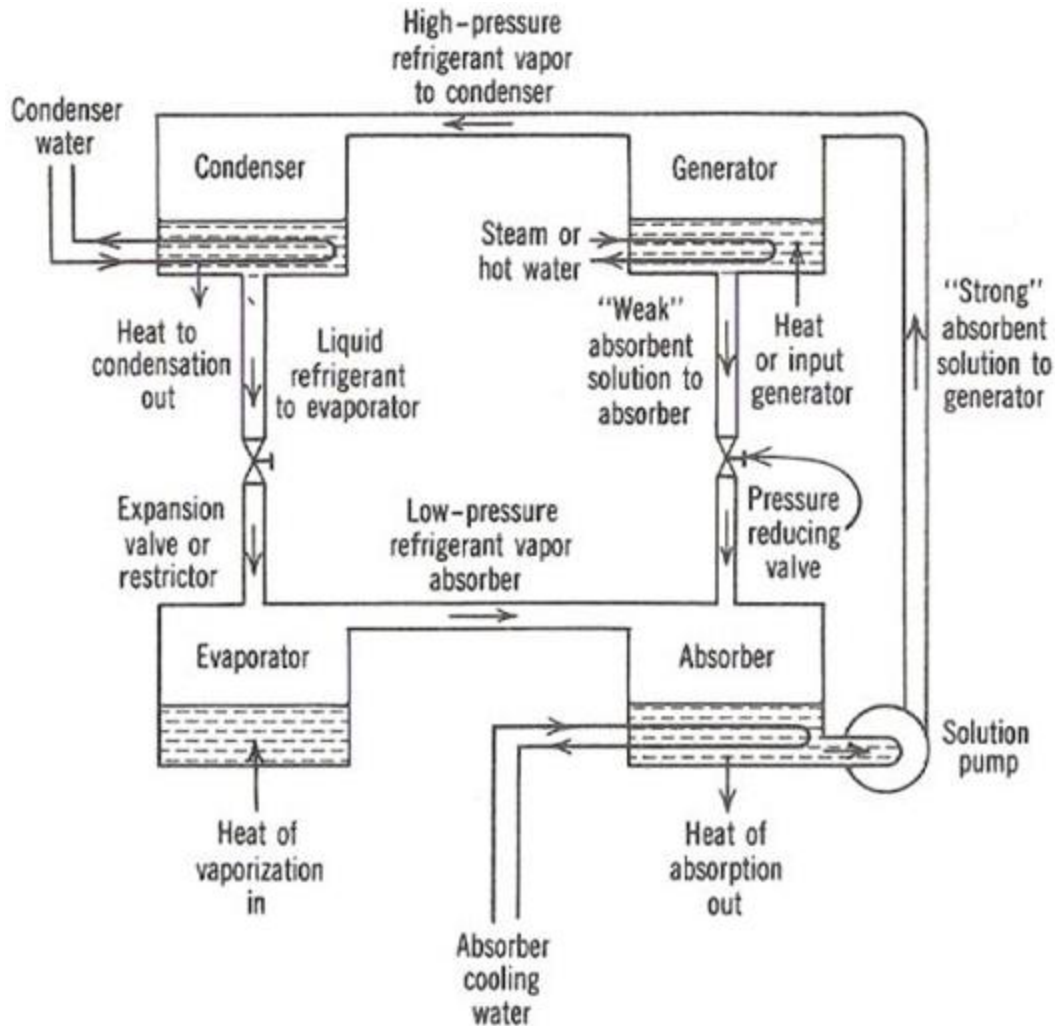 High-pressure
refrigerant vapor
to condenser
Condenser
water
Condenser
Generator
Steam or
hot water
Heat to
condensation
out
Liquid
refrigerant
to evaporator
"Weak"
absorbent
solution to
absorber
Heat
or input
generator
"Strong"
absorbent
solution to
generator
Expansion
valve or
restrictor
Low-pressure
refrigerant vapor
absorber
Pressure
reducing
valve
Evaporator
Absorber
Solution
pump
Heat of
vaporization
in
Heat of
absorption
out
Absorber
cooling
water